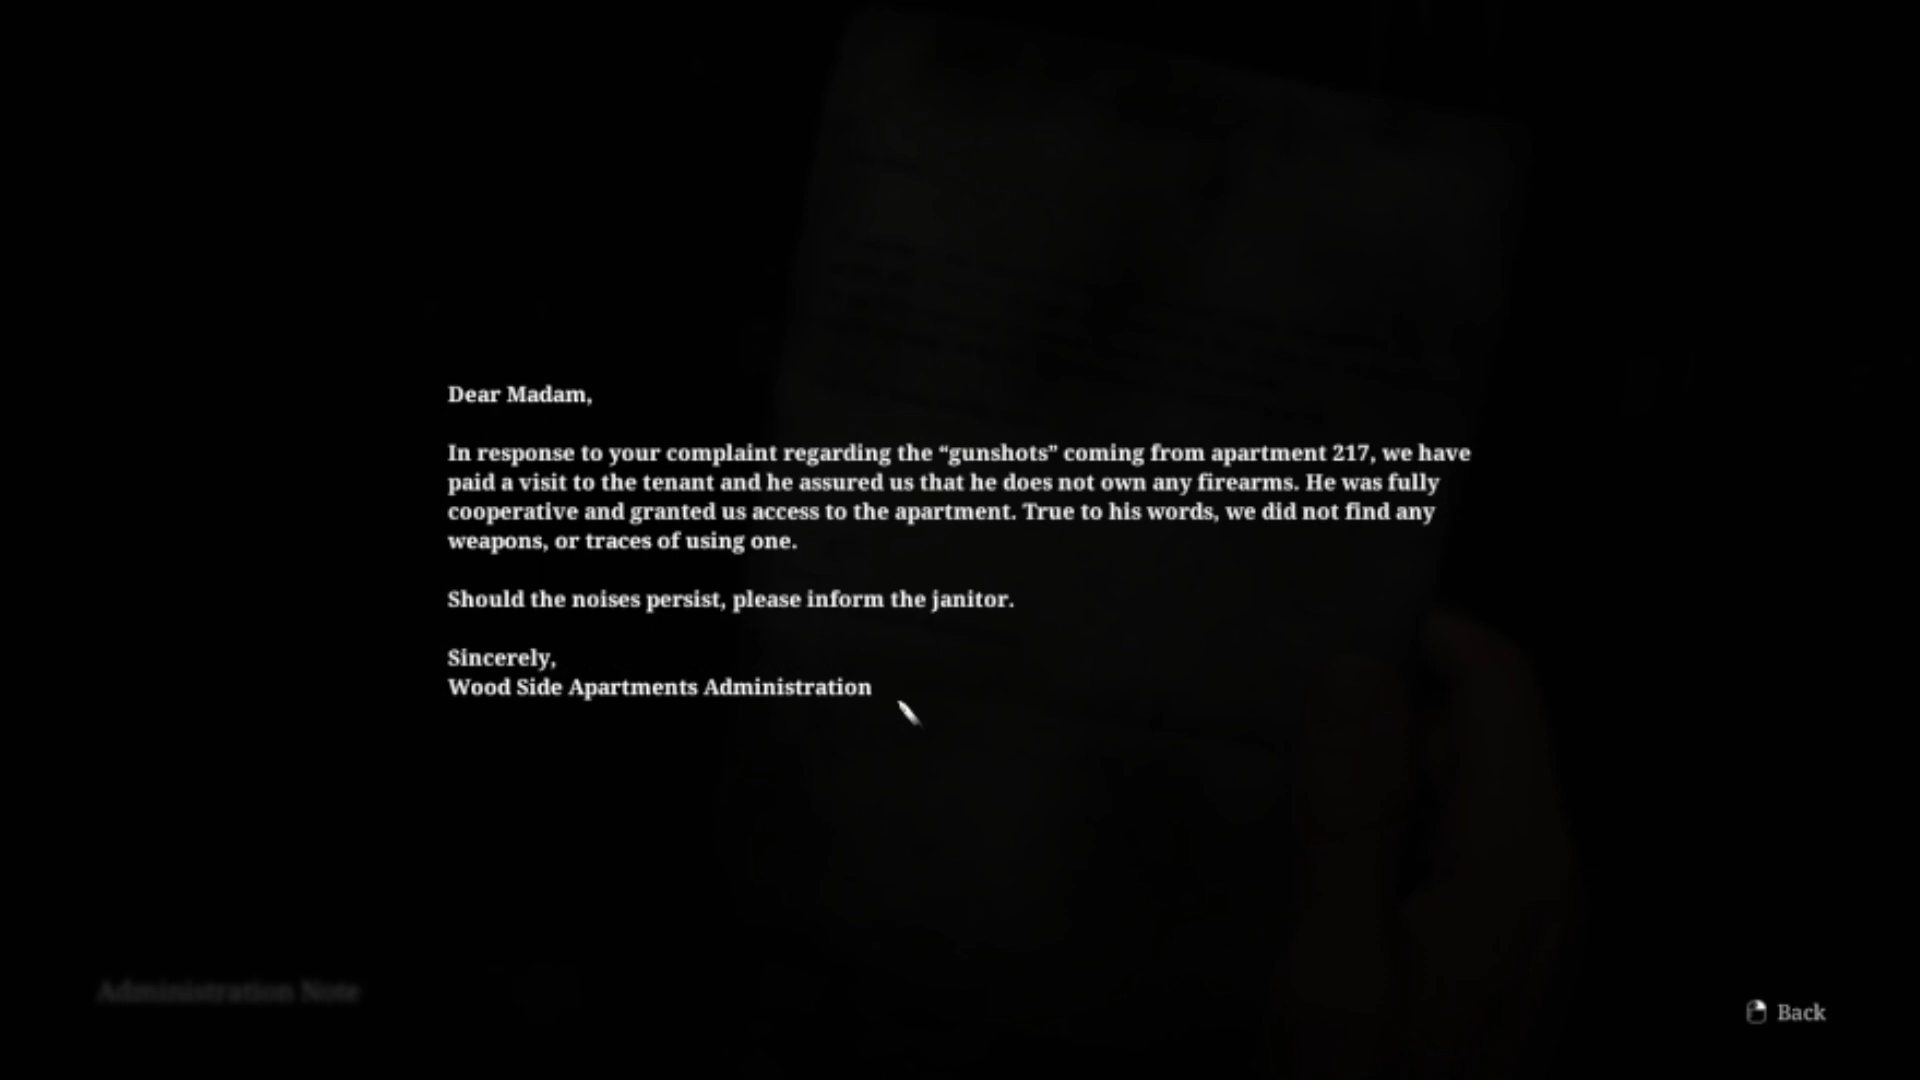 Dear Madam,
In response to your complaint regarding the “gunshots” coming from apartment 217, we have
paid a visit to the tenant and he assured us that he does not own any firearms. He was fully
cooperative and granted us access to the apartment. True to his words, we did not find any
weapons, or traces of using one.
Should the noises persist, please inform the janitor.
Sincerely,
Wood Side Apartments Administration
Administration Note
Back